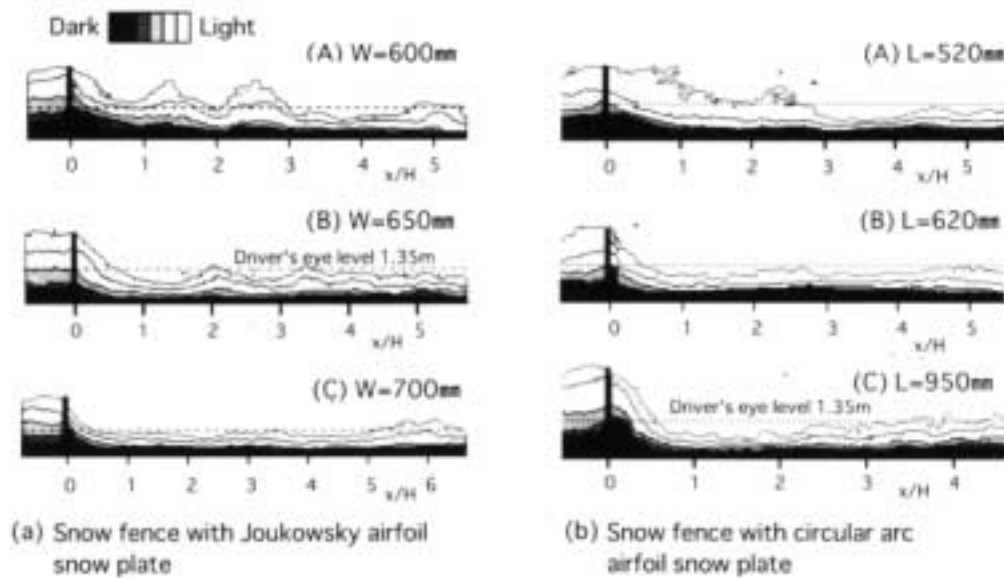 Dark Light
(A) W=600mm
0 1 2 3 4 5
x/H
(B) W=650mm
Driver's eye level 1.35m
0 1 2 3 4 5
x/H
(C) W=700mm
0 1 2 3 4 5 6
x/H
(a) Snow fence with Joukowsky airfoil
snow plate
(A) L=520mm
0 1 2 3 4 5
x/H
(B) L=620mm
0 1 2 3 4 5
x/H
(C) L=950mm
Driver's eye level 1.35m
0 1 2 3 4
x/H
(b) Snow fence with circular arc
airfoil snow plate